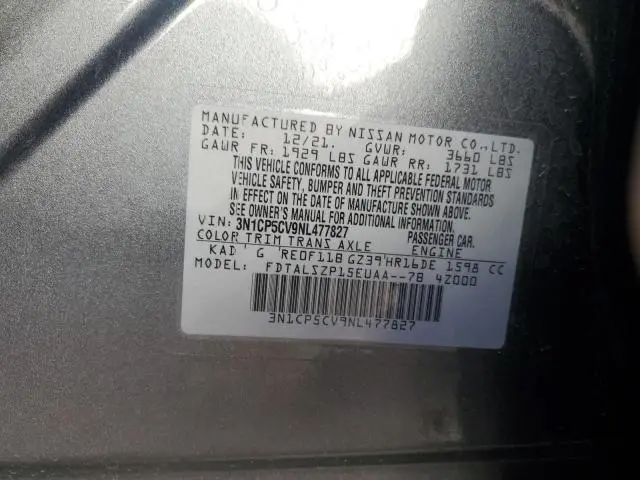 MANUFACTURED BY NISSAN MOTOR CO.,LTD.
DATE: 12/21. GVWR: 3660 LBS
GAWR FR: 1929 LBS GAWR RR: 1731 LBS
THIS VEHICLE CONFORMS TO ALL APPLICABLE FEDERAL MOTOR
VEHICLE SAFETY, BUMPER AND THEFT PREVENTION STANDARDS
IN EFFECT ON THE DATE OF MANUFACTURE SHOWN ABOVE.
SEE OWNER'S MANUAL FOR ADDITIONAL INFORMATION.
VIN: 3N1CP5CV9NL477827 PASSENGER CAR.
COLOR TRIM TRANS AXLE ENGINE
KAD G RE0F11B GZ39 HR16DE 1598 CC
MODEL: FDTALSZP15EUAA--78 4Z000
3N1CP5CV9NL477827